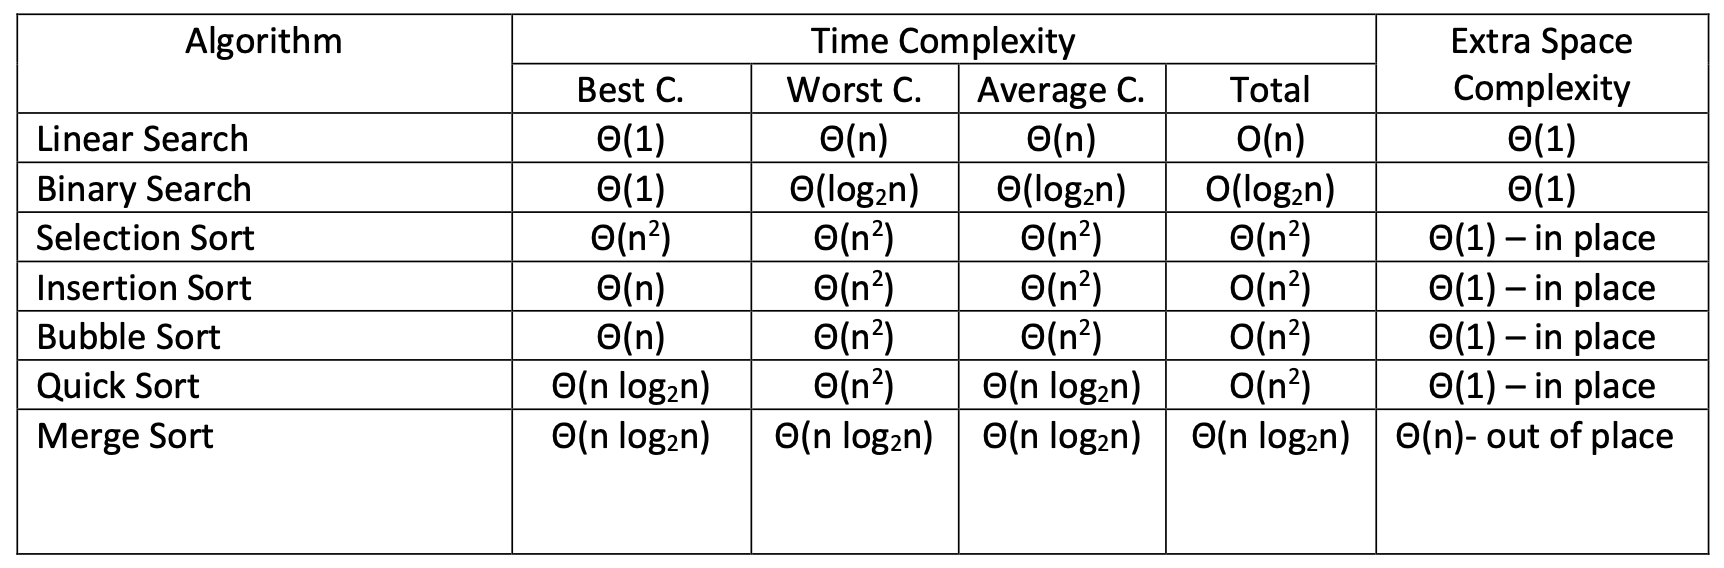 Algorithm Time Complexity Extra Space Complexity
Best C. Worst C. Average C. Total
Linear Search Θ(1) Θ(n) Θ(n) O(n) Θ(1)
Binary Search Θ(1) Θ(log₂n) Θ(log₂n) O(log₂n) Θ(1)
Selection Sort Θ(n²) Θ(n²) Θ(n²) Θ(n²) Θ(1) – in place
Insertion Sort Θ(n) Θ(n²) Θ(n²) O(n²) Θ(1) – in place
Bubble Sort Θ(n) Θ(n²) Θ(n²) O(n²) Θ(1) – in place
Quick Sort Θ(n log₂n) Θ(n²) Θ(n log₂n) O(n²) Θ(1) – in place
Merge Sort Θ(n log₂n) Θ(n log₂n) Θ(n log₂n) Θ(n log₂n) Θ(n)- out of place